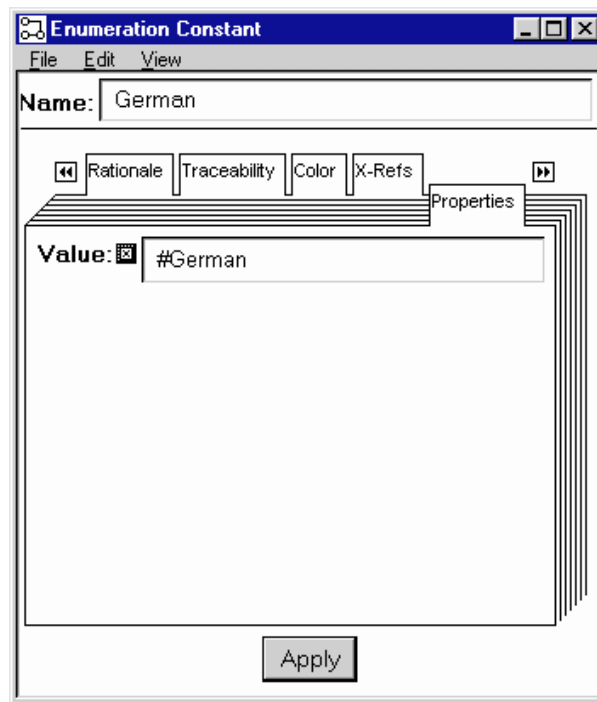 Enumeration Constant
File Edit View
Name: German
Rationale Traceability Color X-Refs
Properties
Value: #German
Apply